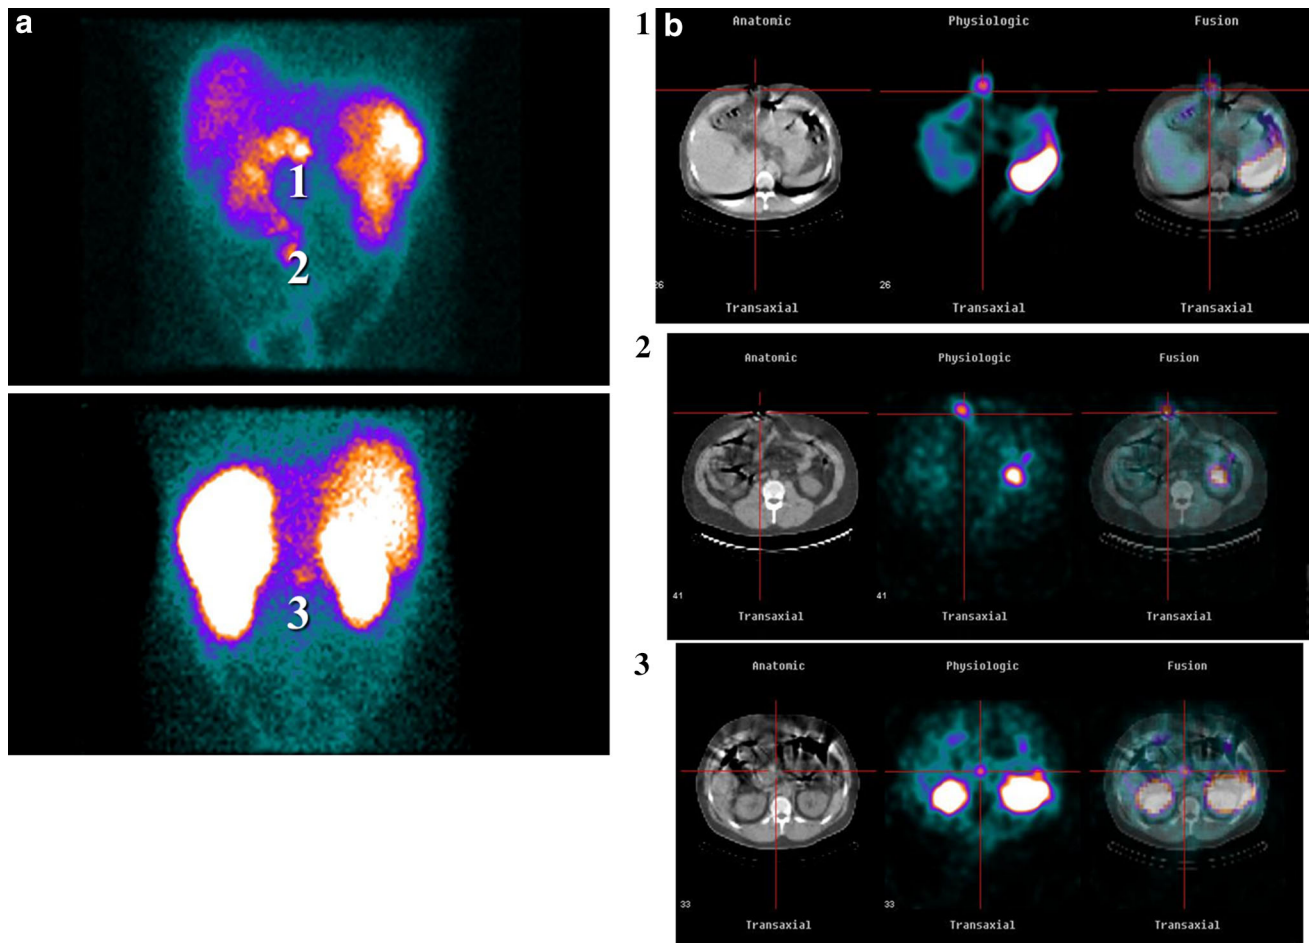 a
1
2
3
1
b
Anatomic
Physiologic
Fusion
26
26
Transaxial
Transaxial
Transaxial
2
Anatomic
Physiologic
Fusion
41
41
Transaxial
Transaxial
Transaxial
3
Anatomic
Physiologic
Fusion
33
33
Transaxial
Transaxial
Transaxial